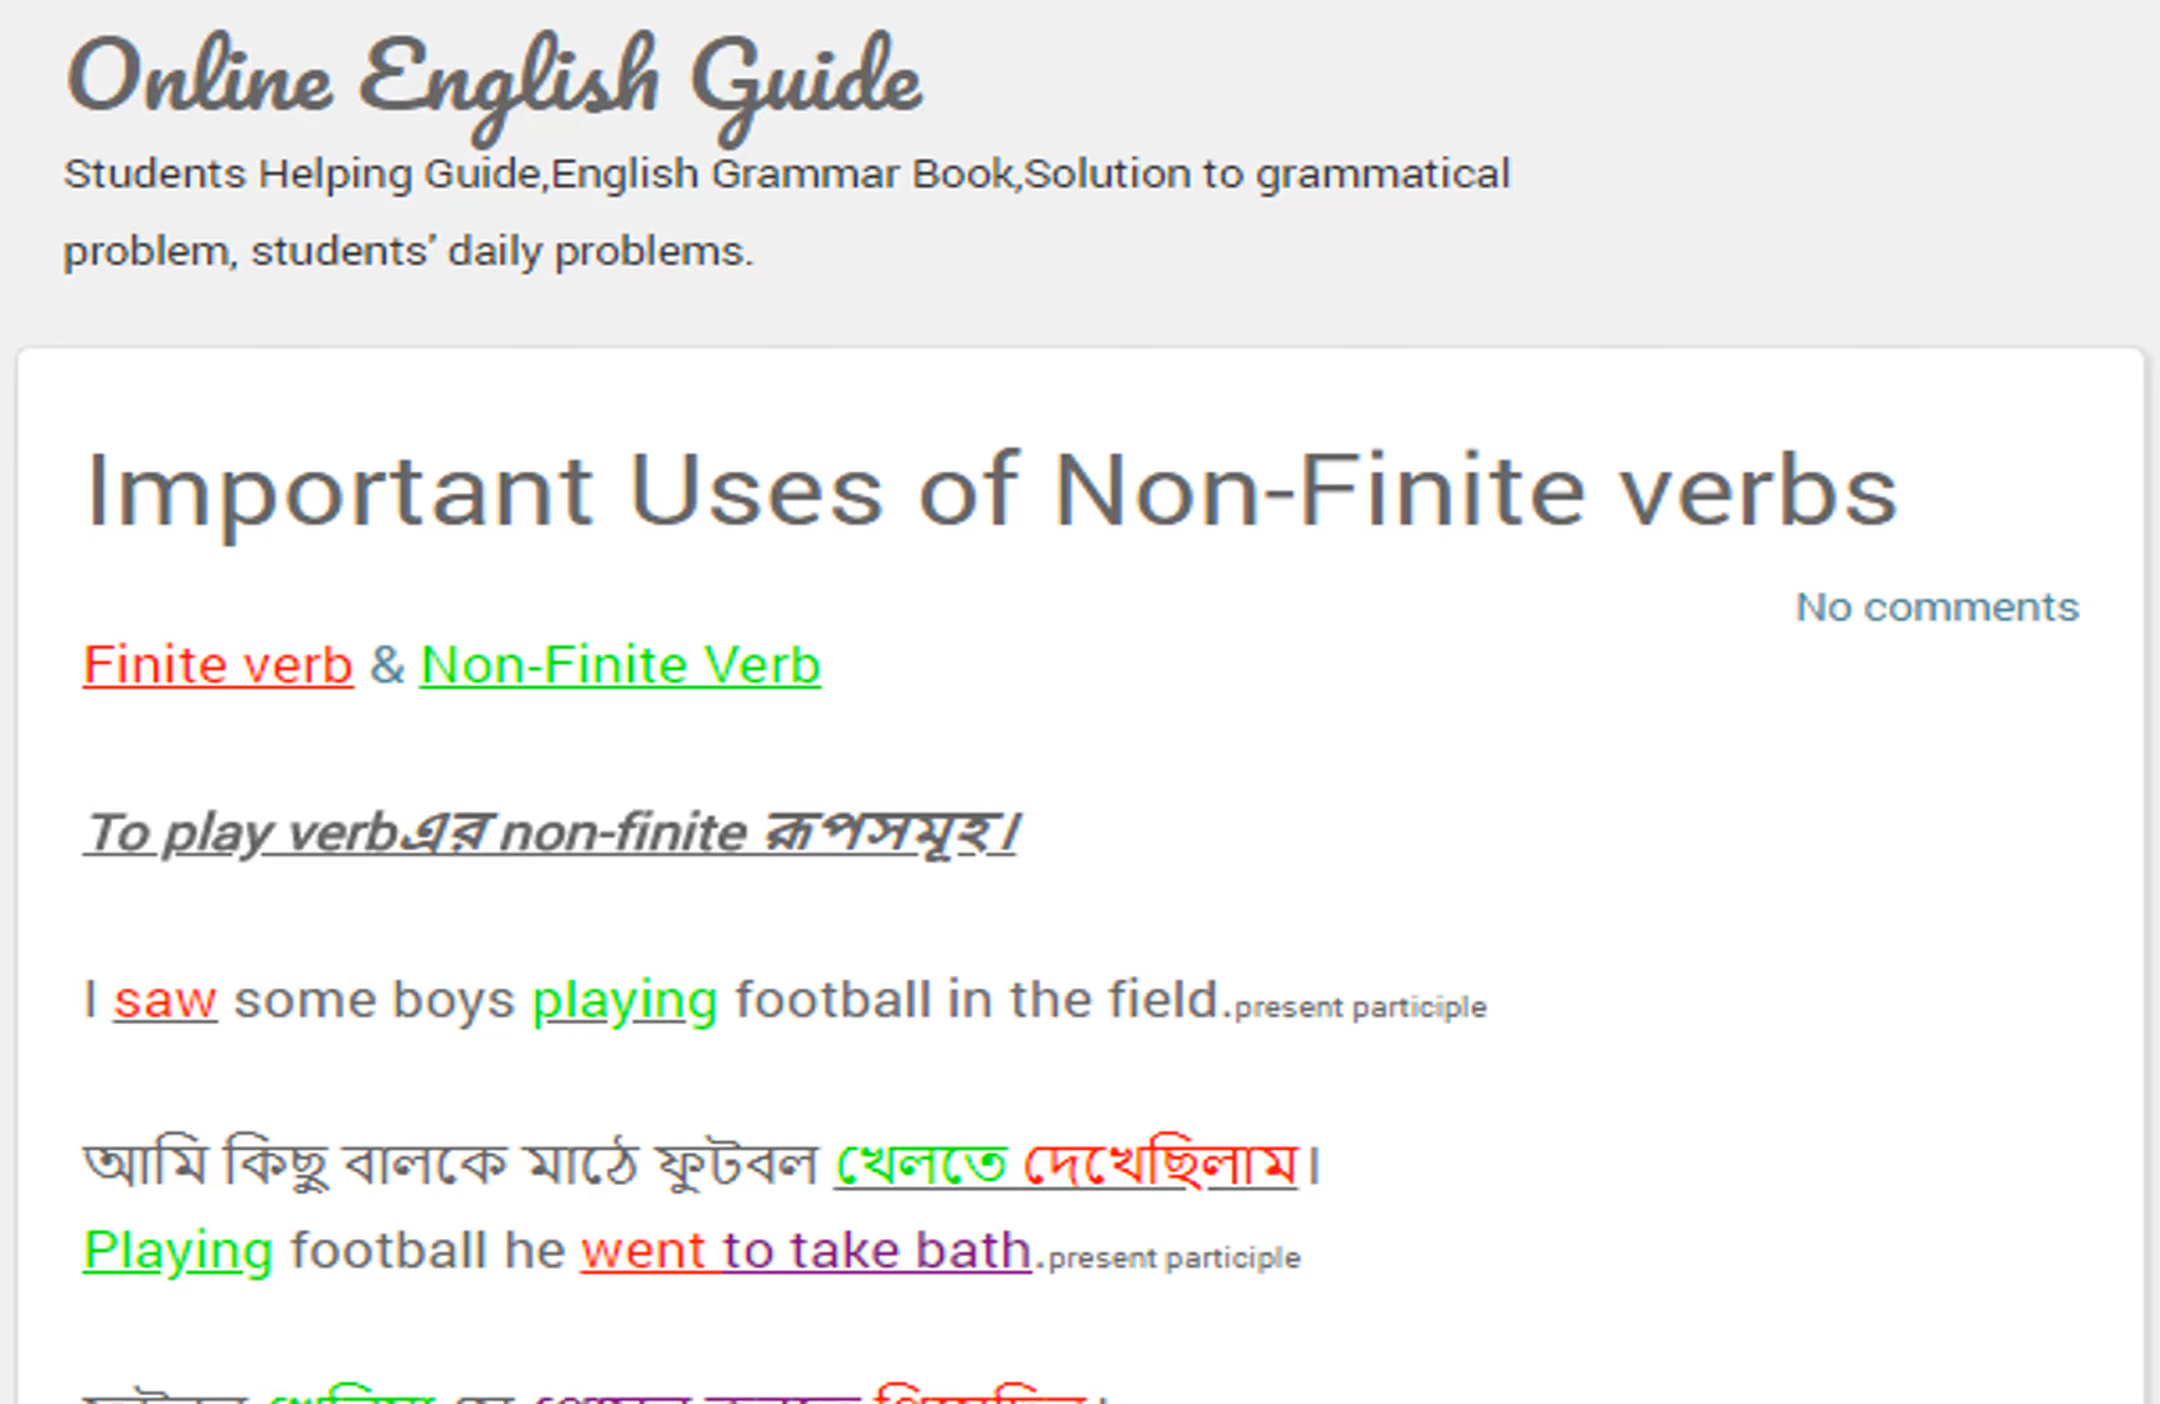 Online English Guide
Students Helping Guide,English Grammar Book,Solution to grammatical
problem, students’ daily problems.
Important Uses of Non-Finite verbs
No comments
Finite verb & Non-Finite Verb
To play verbএর non-finite রূপসমূহ।
I saw some boys playing football in the field.present participle
আমি কিছু বালকে মাঠে ফুটবল খেলতে দেখেছিলাম।
Playing football he went to take bath.present participle